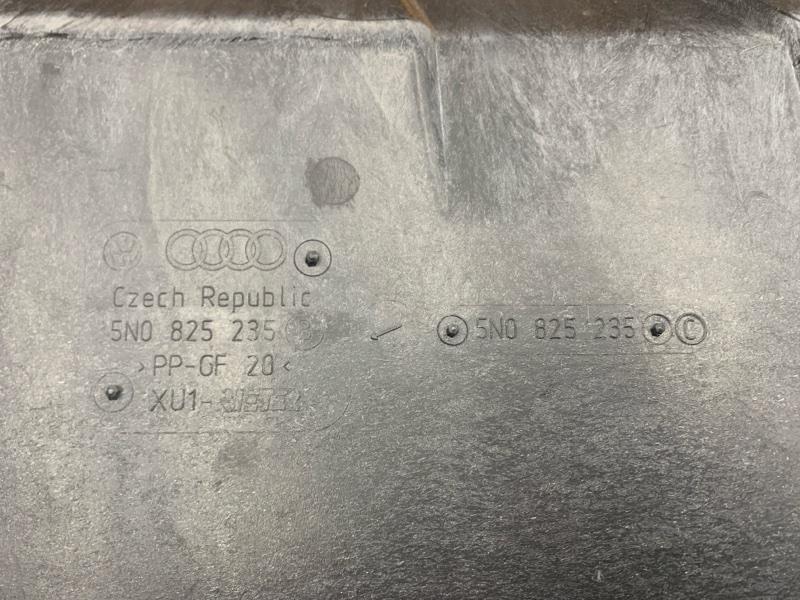 Czech Republic
5N0 825 235
>PP-GF 20<
XU1-
5N0 825 235 C